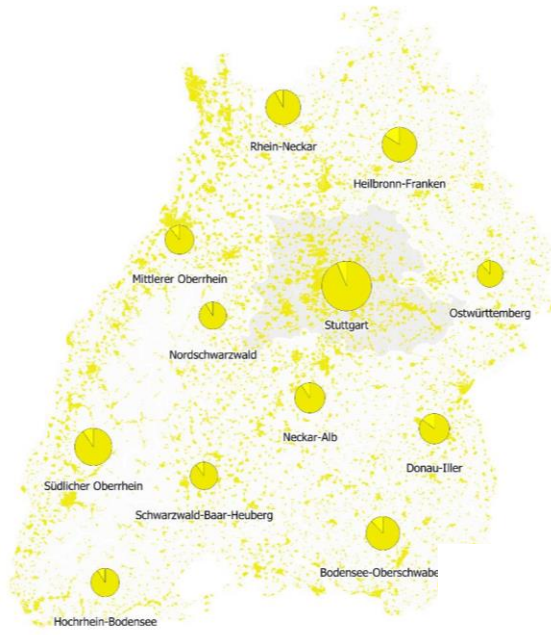 Rhein-Neckar
Heilbronn-Franken
Mittlerer Oberrhein
Stuttgart
Ostwürttemberg
Nordschwarzwald
Neckar-Alb
Donau-Iller
Südlicher Oberrhein
Schwarzwald-Baar-Heuberg
Bodensee-Oberschwabe
Hochrhein-Bodensee